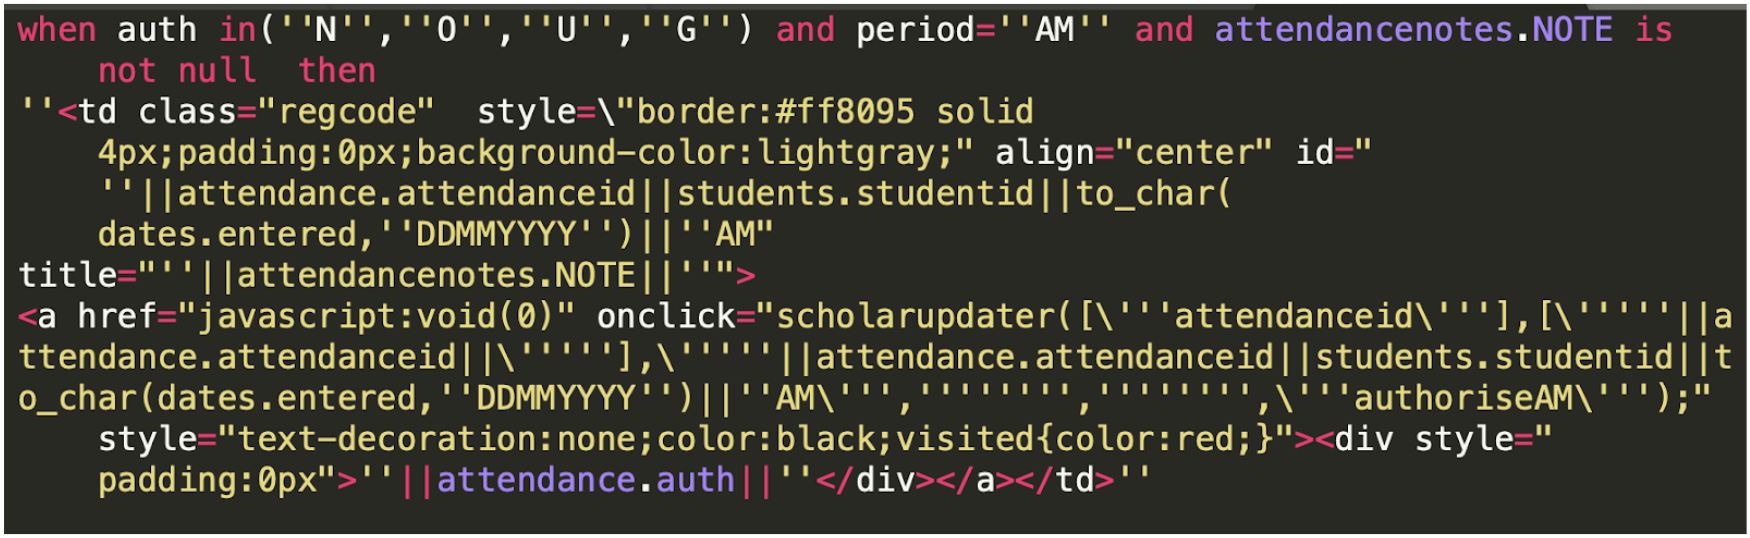 when auth in(''N'',''O'',''U'',''G'') and period=''AM'' and attendancenotes.NOTE is
not null  then
''<td class="regcode"  style=\"border:#ff8095 solid
4px;padding:0px;background-color:lightgray;" align="center" id="
''||attendance.attendanceid||students.studentid||to_char(
dates.entered,''DDMMYYYY'')||''AM"
title="''||attendancenotes.NOTE||''">
<a href="javascript:void(0)" onclick="scholarupdater([\'''attendanceid\'''],[\'''''||a
ttendance.attendanceid||\'''''],\'''''||attendance.attendanceid||students.studentid||t
o_char(dates.entered,''DDMMYYYY'')||''AM\''','''''''','''''''',\'''authoriseAM\''');"
style="text-decoration:none;color:black;visited{color:red;}"><div style="
padding:0px">''||attendance.auth||''</div></a></td>''